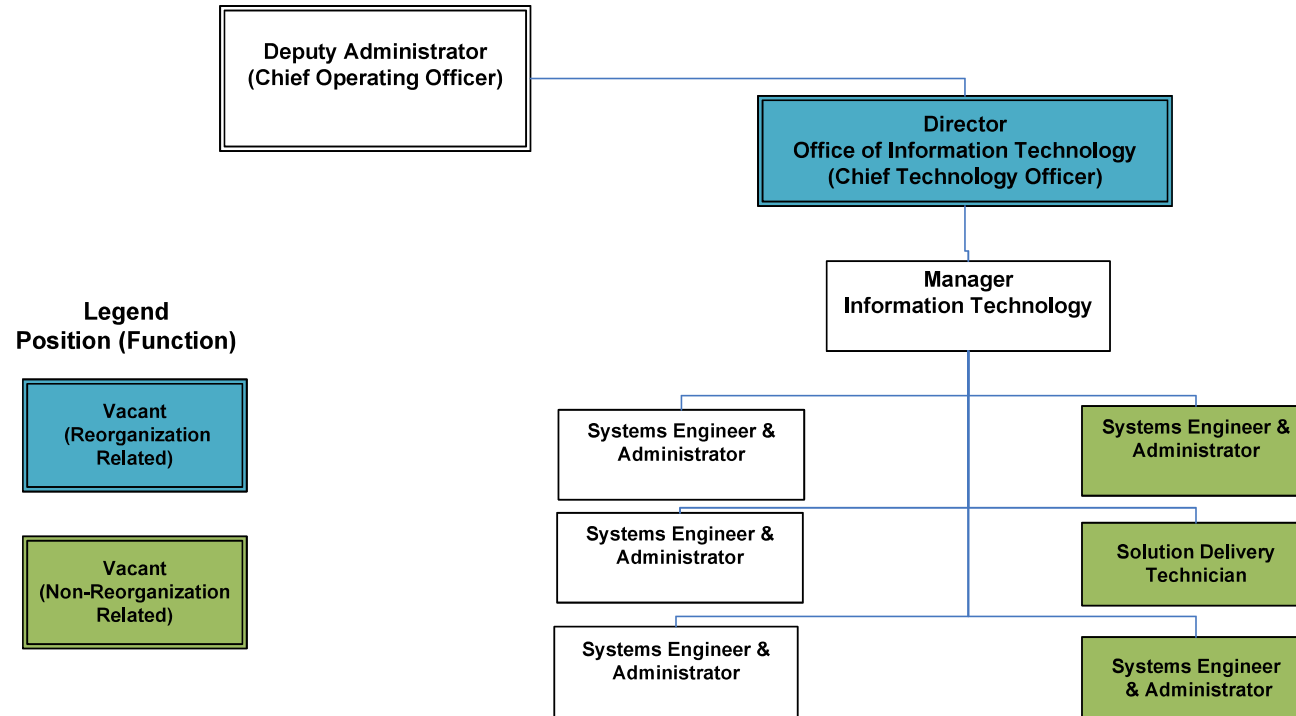 Deputy Administrator
(Chief Operating Officer)
Director
Office of Information Technology
(Chief Technology Officer)
Manager
Information Technology
Legend
Position (Function)
Vacant
(Reorganization
Related)
Vacant
(Non-Reorganization
Related)
Systems Engineer &
Administrator
Systems Engineer &
Administrator
Systems Engineer &
Administrator
Solution Delivery
Technician
Systems Engineer &
Administrator
Systems Engineer
& Administrator